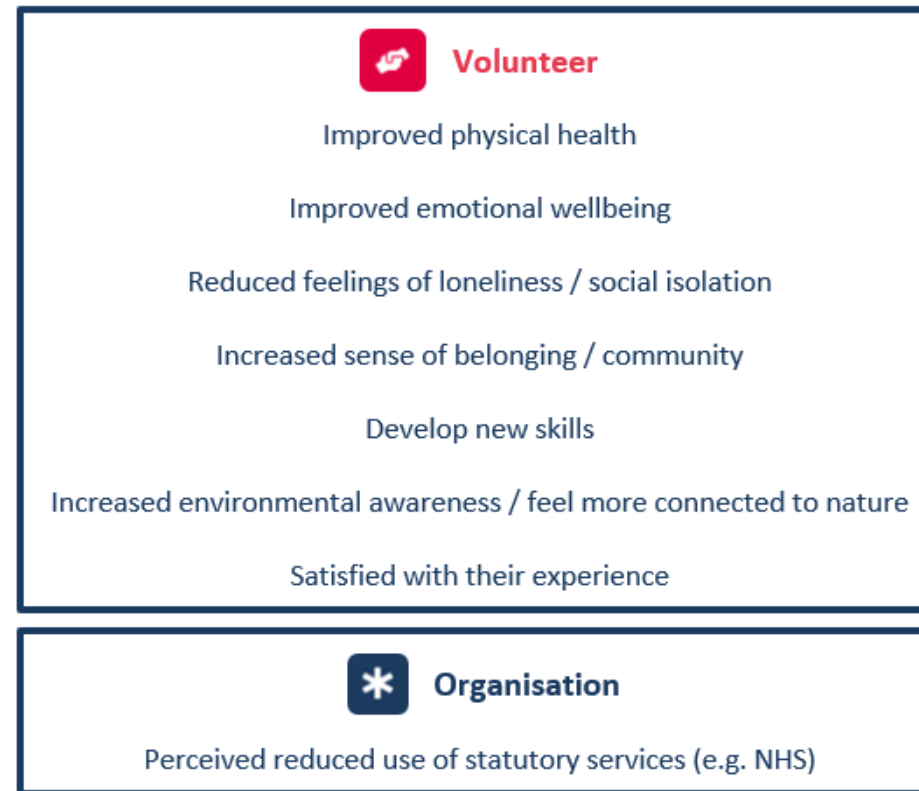 Volunteer
Improved physical health
Improved emotional wellbeing
Reduced feelings of loneliness / social isolation
Increased sense of belonging / community
Develop new skills
Increased environmental awareness / feel more connected to nature
Satisfied with their experience
Organisation
Perceived reduced use of statutory services (e.g. NHS)